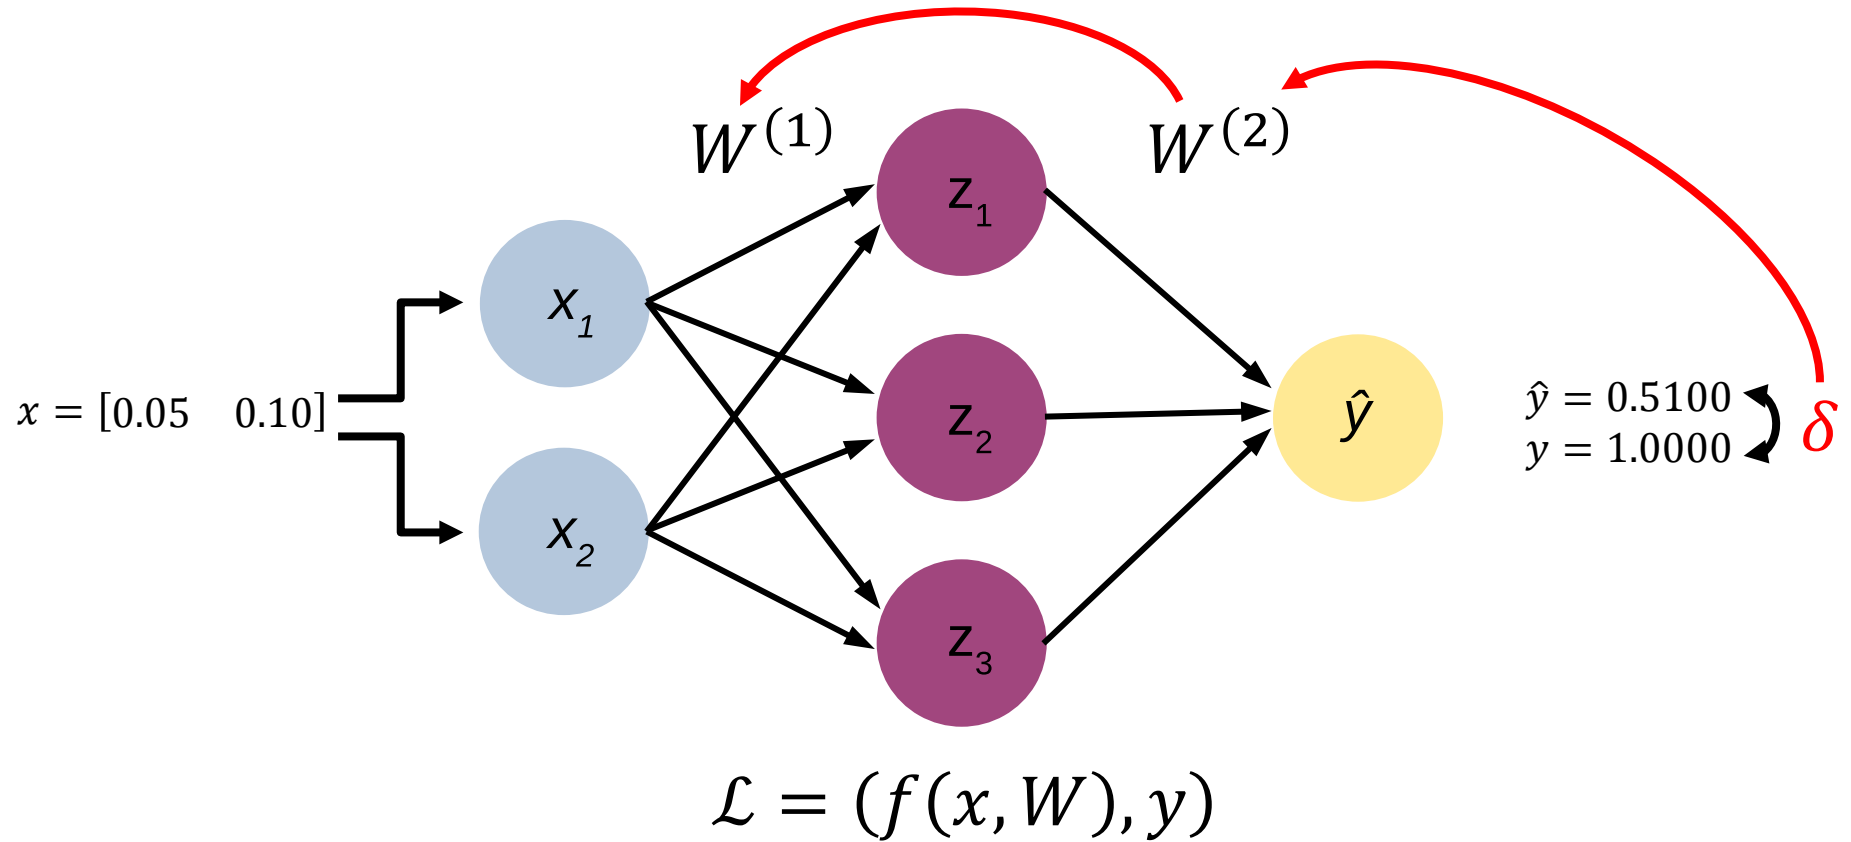 W⁽¹⁾
W⁽²⁾
x₁
x₂
z₁
z₂
z₃
ŷ
x = [0.05 0.10]
ŷ = 0.5100
y = 1.0000
δ
ℒ = (f(x, W), y)